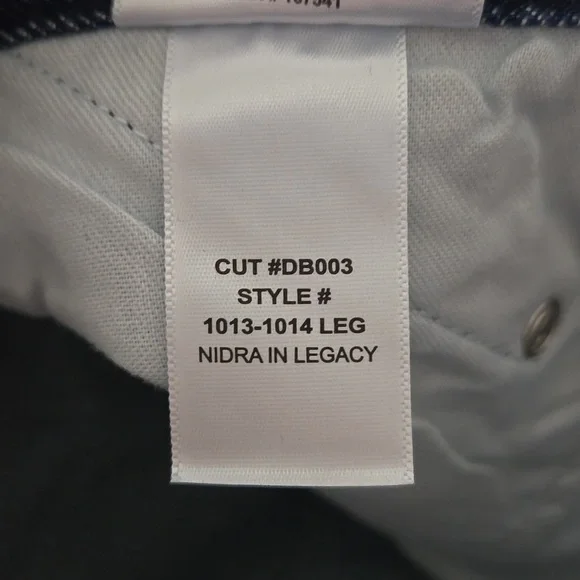 CUT #DB003
STYLE #
1013-1014 LEG
NIDRA IN LEGACY